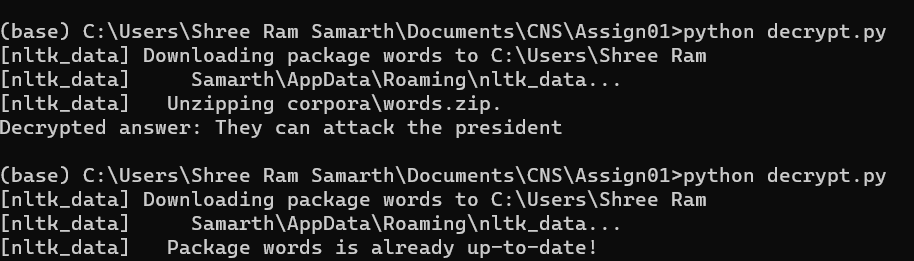 (base) C:\Users\Shree Ram Samarth\Documents\CNS\Assign01>python decrypt.py
[nltk_data] Downloading package words to C:\Users\Shree Ram
[nltk_data]     Samarth\AppData\Roaming\nltk_data...
[nltk_data]   Unzipping corpora\words.zip.
Decrypted answer: They can attack the president
(base) C:\Users\Shree Ram Samarth\Documents\CNS\Assign01>python decrypt.py
[nltk_data] Downloading package words to C:\Users\Shree Ram
[nltk_data]     Samarth\AppData\Roaming\nltk_data...
[nltk_data]   Package words is already up-to-date!